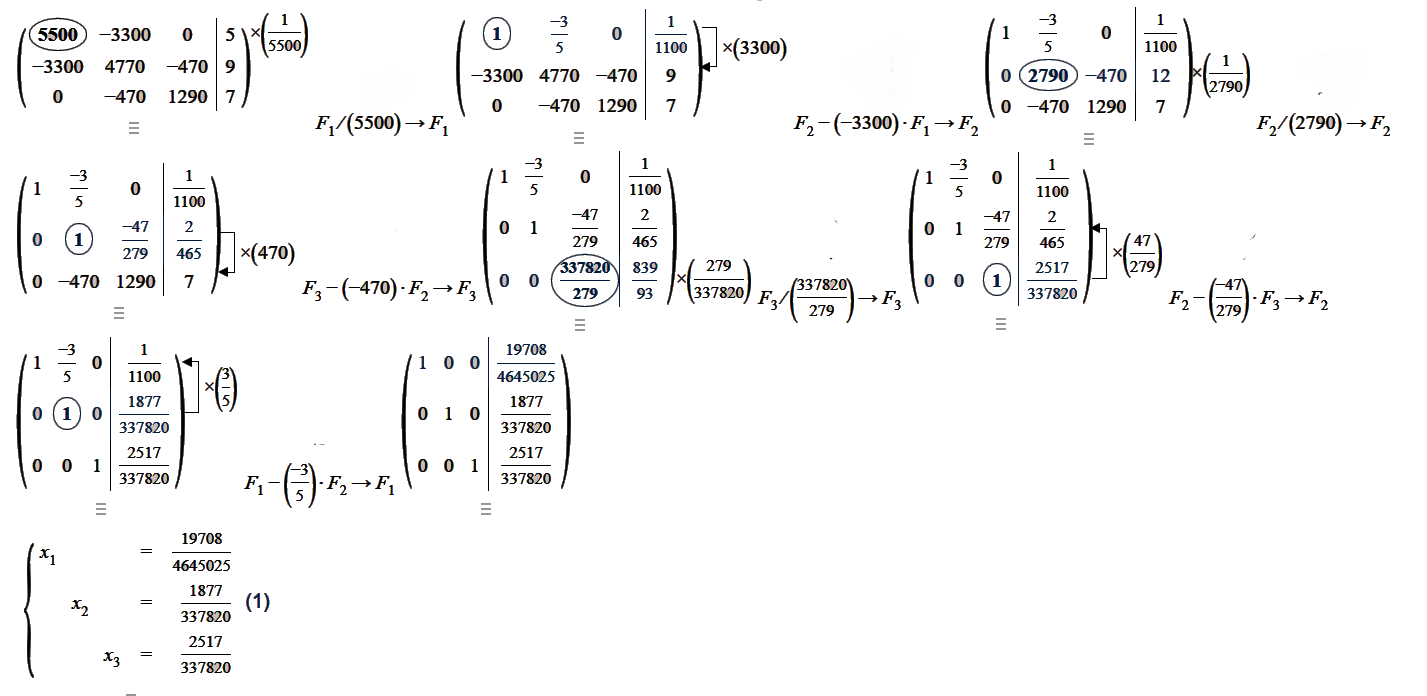 5500 −3300 0 | 5 ×(1/5500)
−3300 4770 −470 | 9
0 −470 1290 | 7
F1/(5500)→F1
1 −3/5 0 | 1/1100
−3300 4770 −470 | 9 ×(3300)
0 −470 1290 | 7
F2−(−3300)·F1→F2
1 −3/5 0 | 1/1100
0 2790 −470 | 12 ×(1/2790)
0 −470 1290 | 7
F2/(2790)→F2
1 −3/5 0 | 1/1100
0 1 −47/279 | 2/465 ×(470)
0 −470 1290 | 7
F3−(−470)·F2→F3
1 −3/5 0 | 1/1100
0 1 −47/279 | 2/465
0 0 337820/279 | 839/93 ×(279/337820)
F3/(337820/279)→F3
1 −3/5 0 | 1/1100
0 1 −47/279 | 2/465 ×(47/279)
0 0 1 | 2517/337820
F2−(−47/279)·F3→F2
1 −3/5 0 | 1/1100 ×(3/5)
0 1 0 | 1877/337820
0 0 1 | 2517/337820
F1−(−3/5)·F2→F1
1 0 0 | 19708/4645025
0 1 0 | 1877/337820
0 0 1 | 2517/337820
x1 = 19708/4645025
x2 = 1877/337820 (1)
x3 = 2517/337820